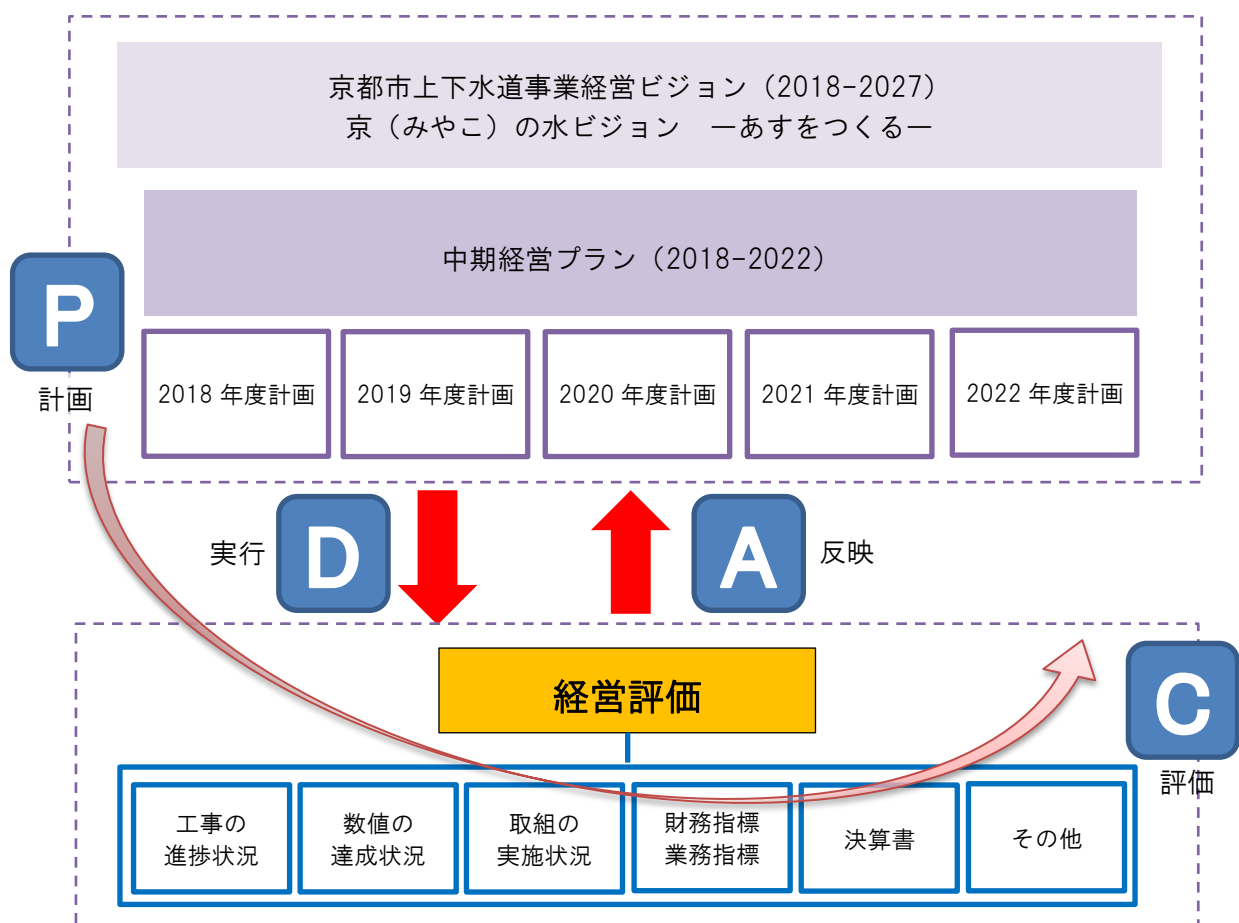 京都市上下水道事業経営ビジョン（2018-2027）
京（みやこ）の水ビジョン　―あすをつくる―
中期経営プラン（2018-2022）
P
計画
2018 年度計画
2019 年度計画
2020 年度計画
2021 年度計画
2022 年度計画
実行
D
A
反映
経営評価
C
評価
工事の
進捗状況
数値の
達成状況
取組の
実施状況
財務指標
業務指標
決算書
その他